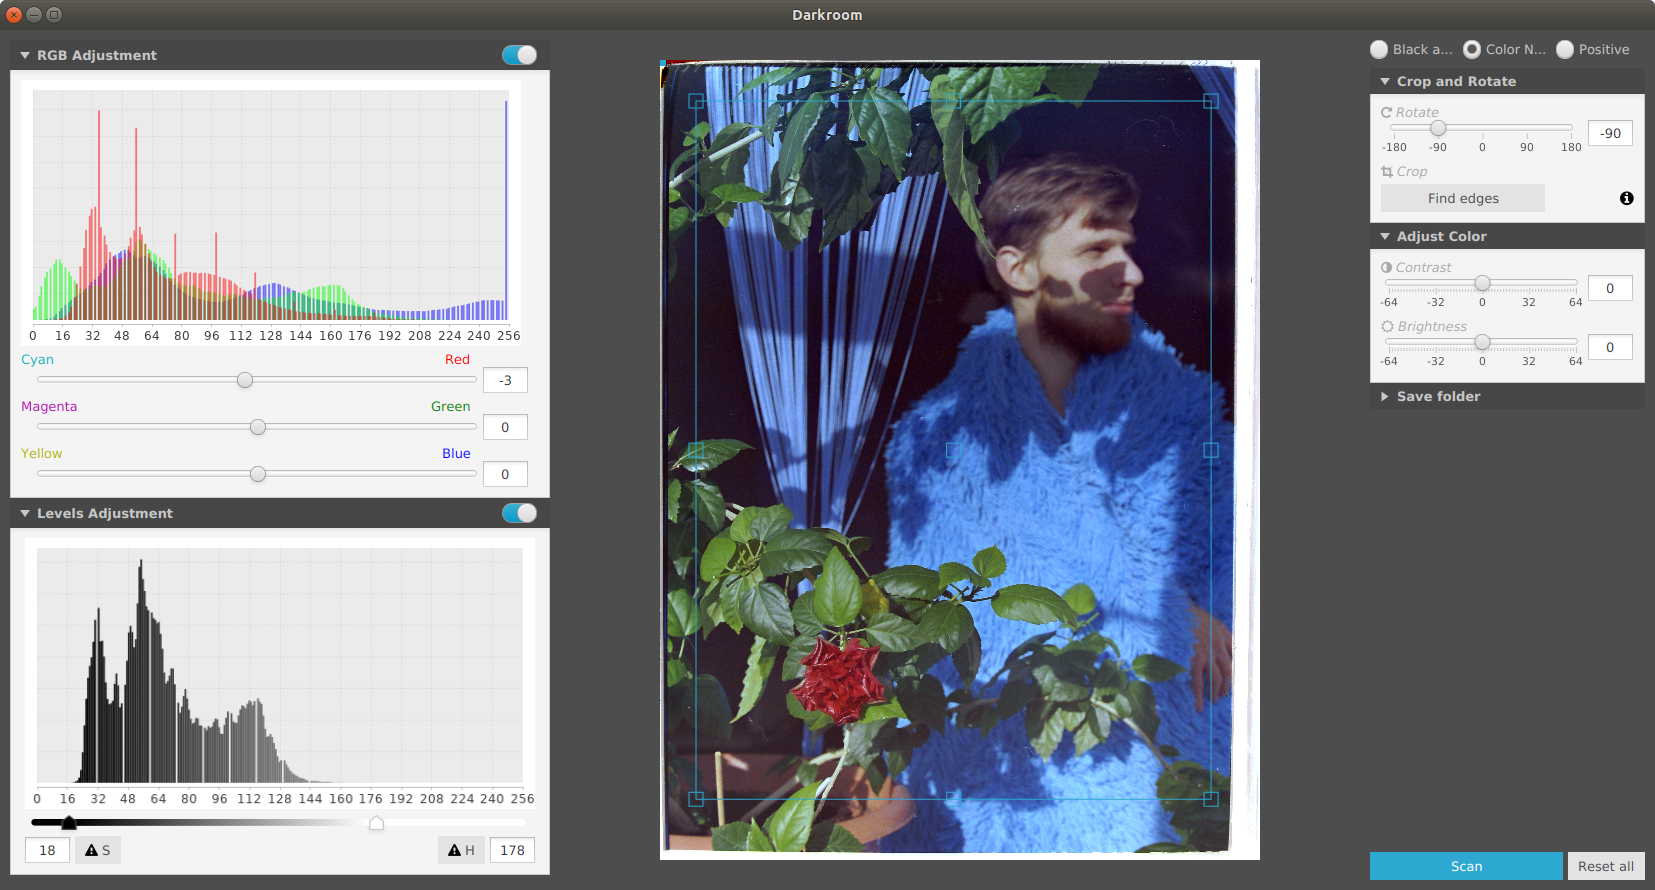 Darkroom
RGB Adjustment
0 16 32 48 64 80 96 112 128 144 160 176 192 208 224 240 256
Cyan Red
-3
Magenta Green
0
Yellow Blue
0
Levels Adjustment
0 16 32 48 64 80 96 112 128 144 160 176 192 208 224 240 256
18 S H 178
Black a... Color N... Positive
Crop and Rotate
Rotate
-90
-180 -90 0 90 180
Crop
Find edges
Adjust Color
Contrast
0
-64 -32 0 32 64
Brightness
0
-64 -32 0 32 64
Save folder
Scan Reset all